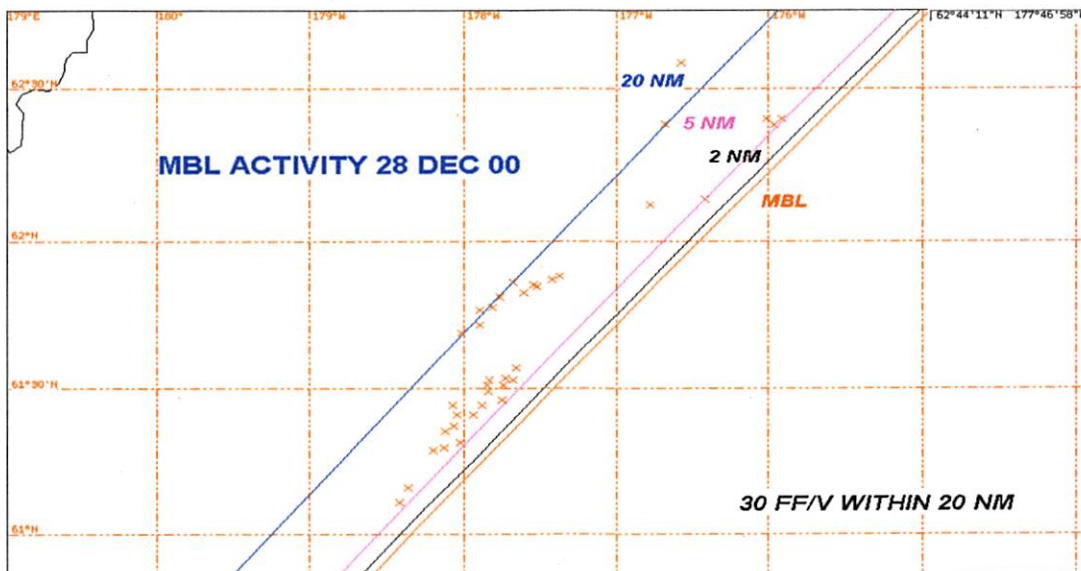 179°E
180°
179°W
178°W
177°W
176°W
62°44'11"N 177°46'58"
62°30'N
20 NM
5 NM
MBL ACTIVITY 28 DEC 00
2 NM
MBL
62°N
61°30'N
30 FF/V WITHIN 20 NM
61°N